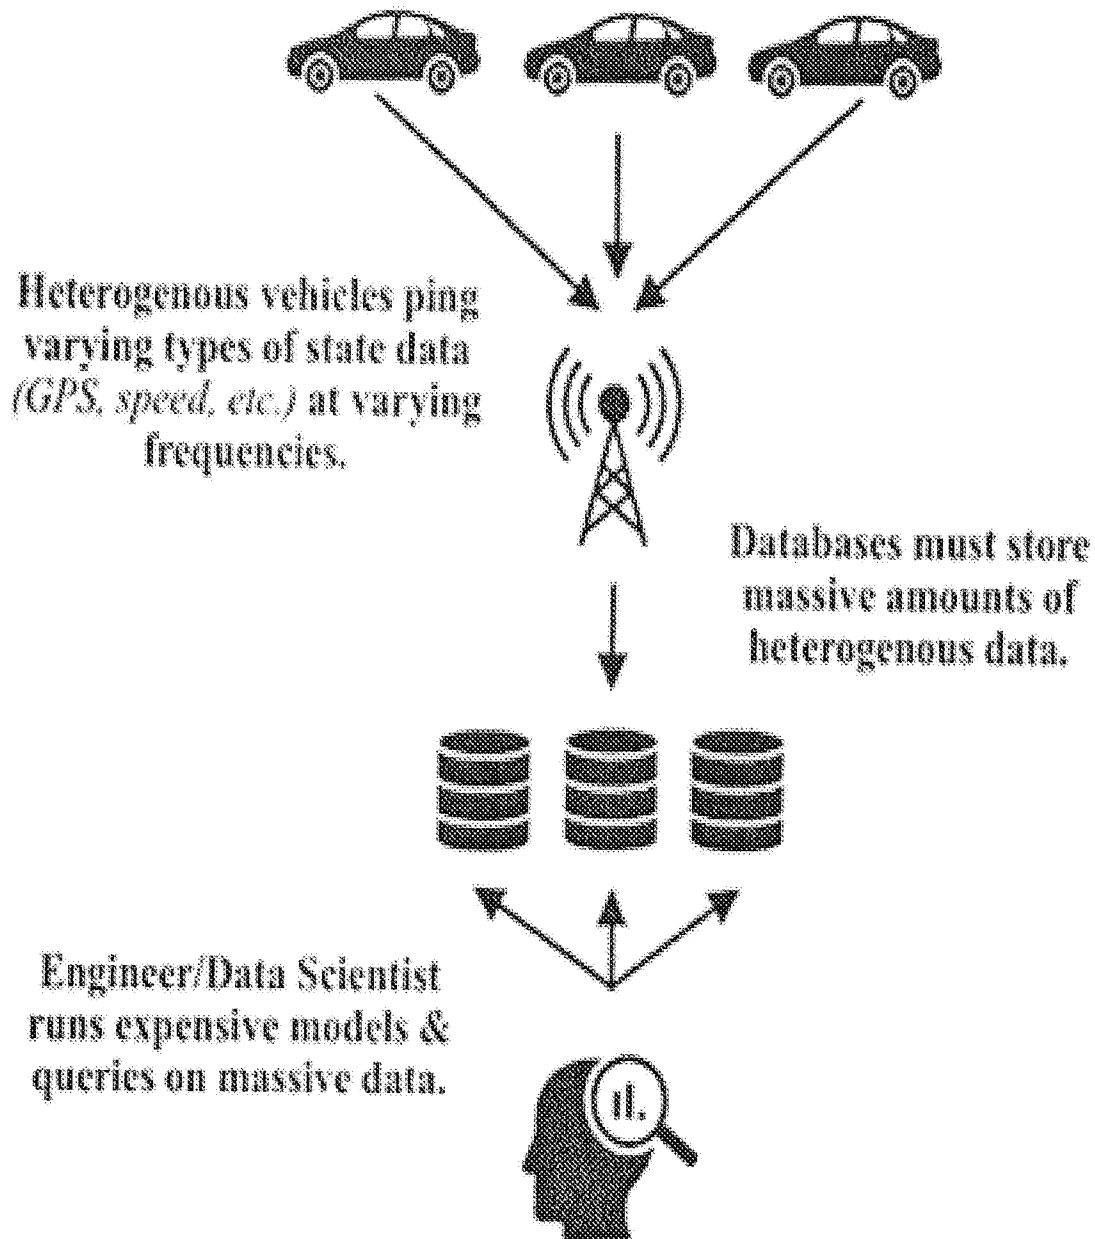 Heterogenous vehicles ping
varying types of state data
(GPS, speed, etc.) at varying
frequencies.
Databases must store
massive amounts of
heterogenous data.
Engineer/Data Scientist
runs expensive models &
queries on massive data.